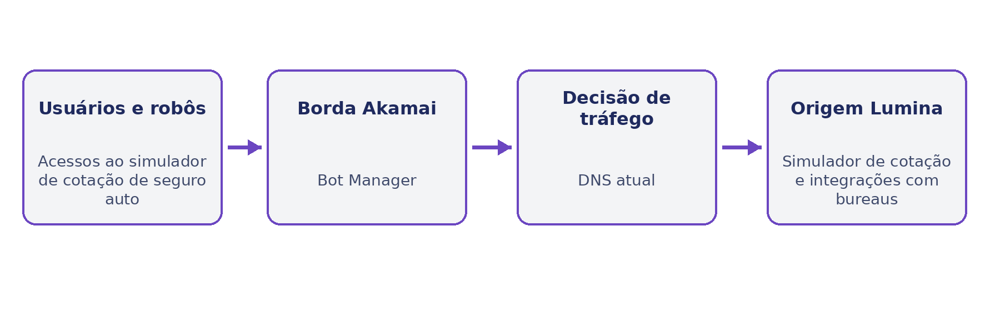 Usuários e robôs
Acessos ao simulador
de cotação de seguro
auto
Borda Akamai
Bot Manager
Decisão de
tráfego
DNS atual
Origem Lumina
Simulador de cotação
e integrações com
bureaus